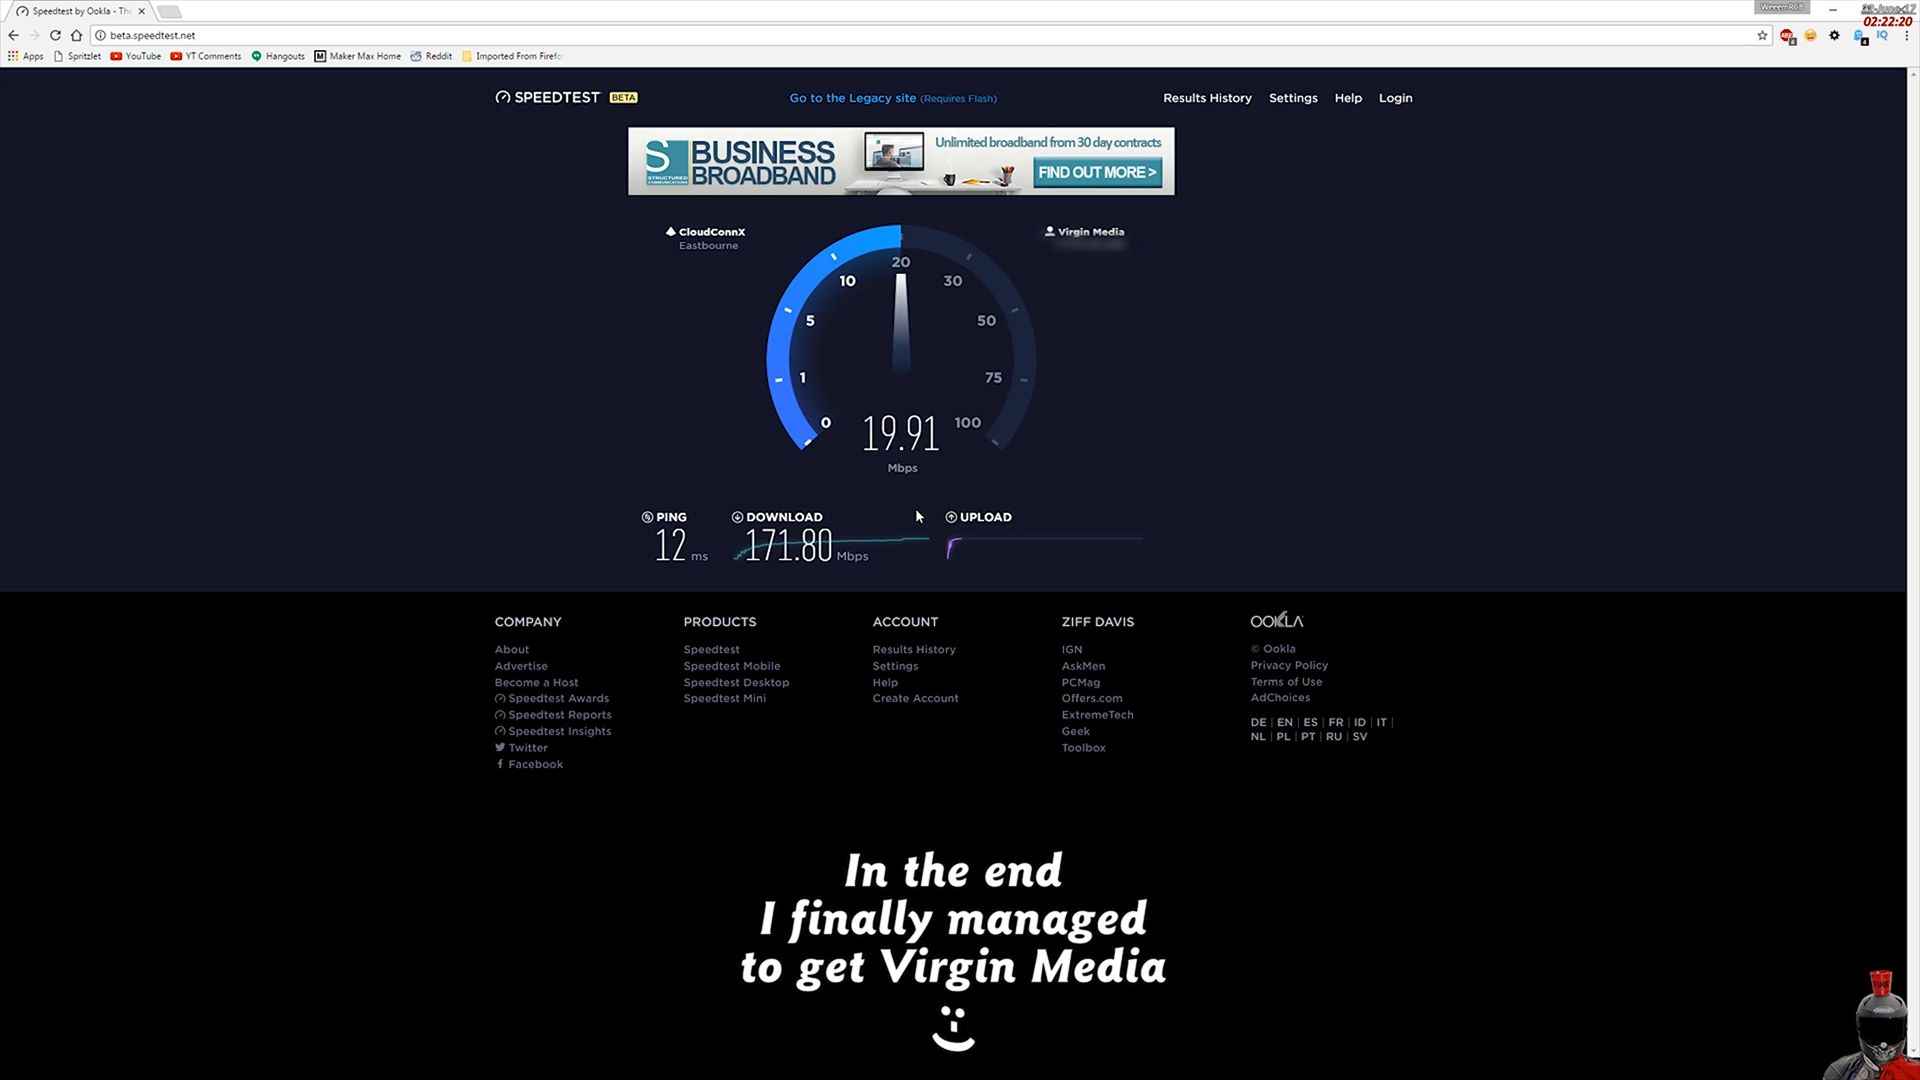 Speedtest by Ookla - The
WeeemRCB
02:22:20
beta.speedtest.net
Apps Spritzlet YouTube YT Comments Hangouts Maker Max Home Reddit Imported From Firefo
SPEEDTEST BETA
Go to the Legacy site (Requires Flash)
Results History Settings Help Login
S STRUCTURED COMMUNICATIONS
BUSINESS
BROADBAND
Unlimited broadband from 30 day contracts
FIND OUT MORE >
CloudConnX
Eastbourne
Virgin Media
0
1
5
10
20
30
50
75
100
19.91
Mbps
PING
12 ms
DOWNLOAD
171.80 Mbps
UPLOAD
COMPANY
About
Advertise
Become a Host
Speedtest Awards
Speedtest Reports
Speedtest Insights
Twitter
Facebook
PRODUCTS
Speedtest
Speedtest Mobile
Speedtest Desktop
Speedtest Mini
ACCOUNT
Results History
Settings
Help
Create Account
ZIFF DAVIS
IGN
AskMen
PCMag
Offers.com
ExtremeTech
Geek
Toolbox
OOKLA
© Ookla
Privacy Policy
Terms of Use
AdChoices
DE | EN | ES | FR | ID | IT |
NL | PL | PT | RU | SV
In the end
I finally managed
to get Virgin Media